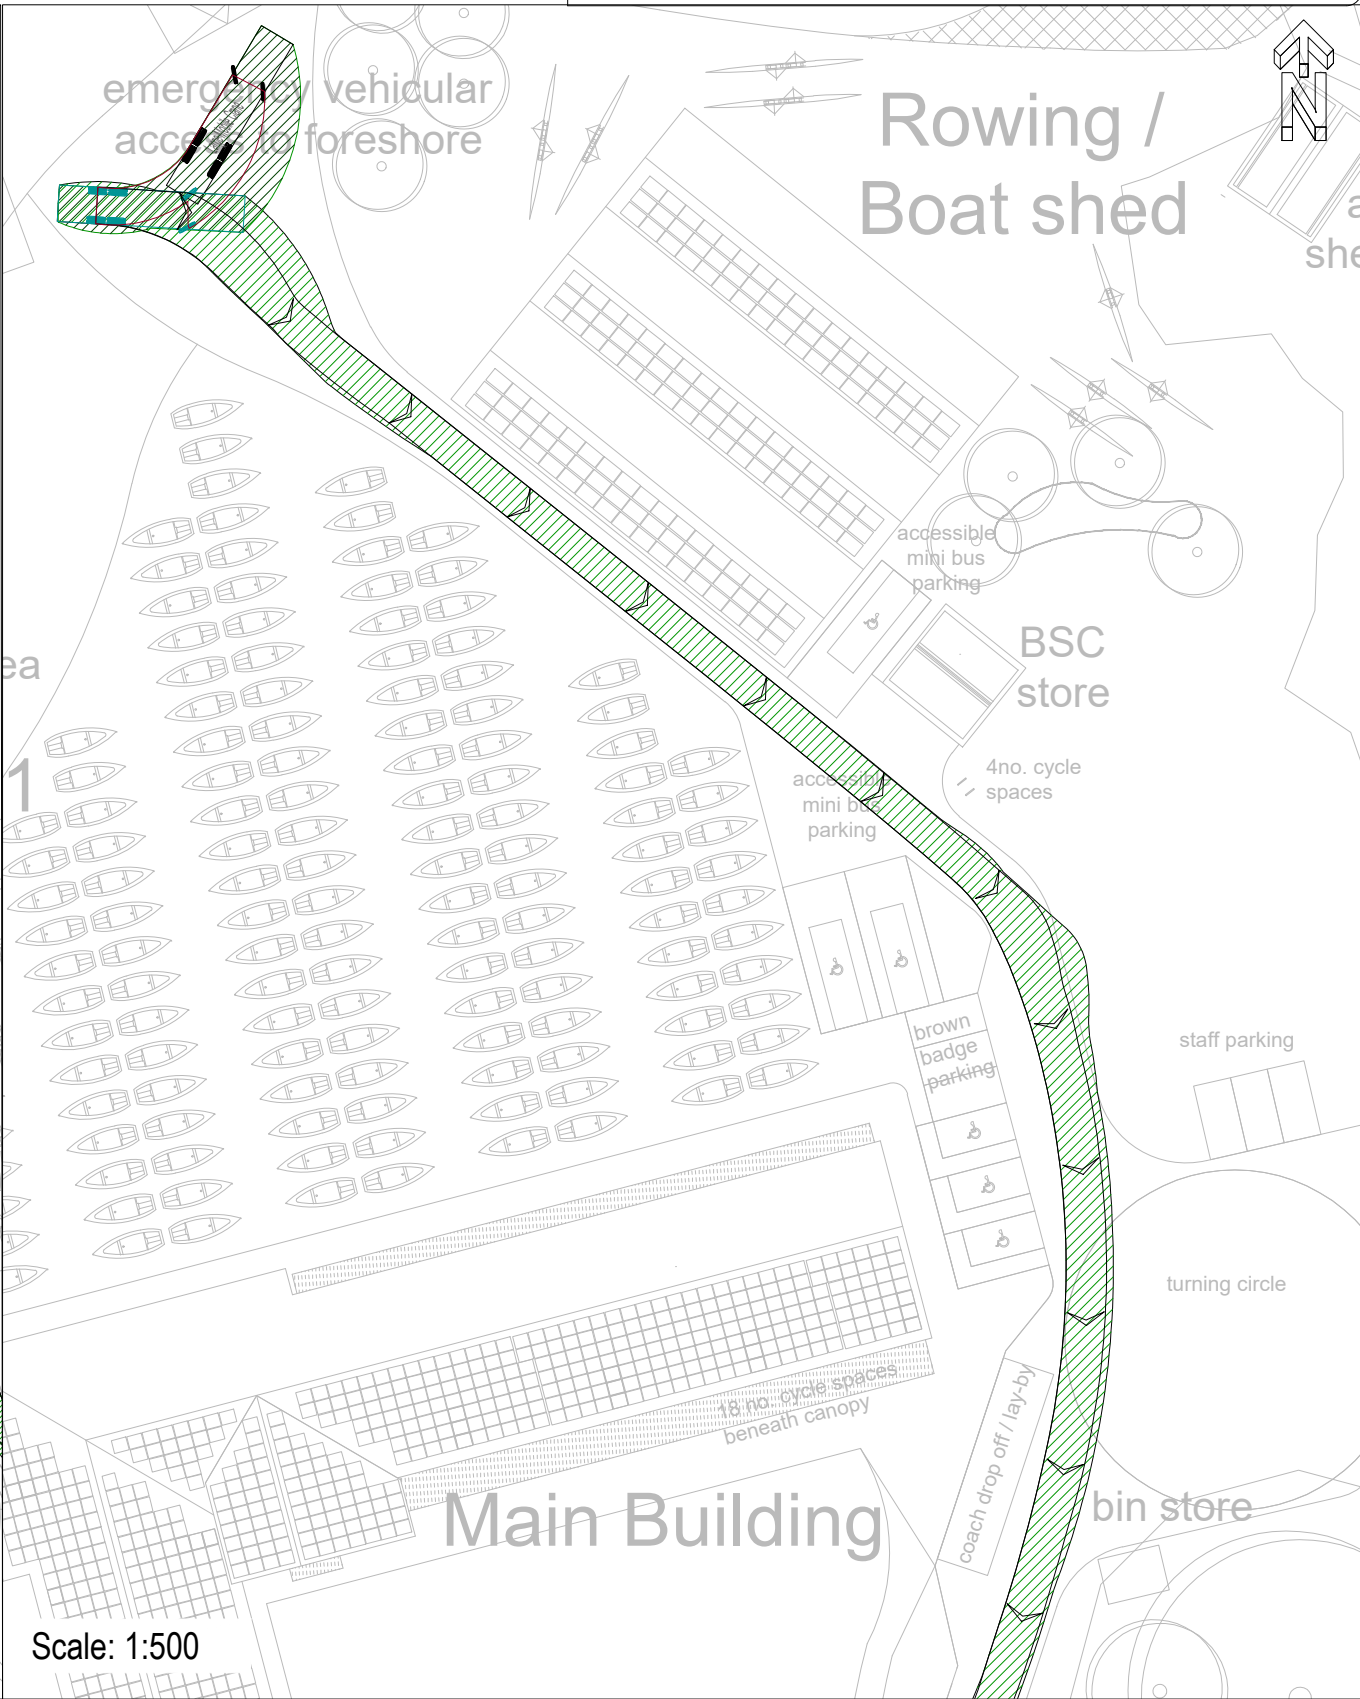 emergency vehicular
access to foreshore
Rowing /
Boat shed
N
a
she
accessible
mini bus
parking
BSC
store
ea
1
4no. cycle
spaces
accessible
mini bus
parking
brown
badge
parking
staff parking
turning circle
coach drop off / lay-by
18 no. cycle spaces
beneath canopy
Main Building
bin store
Scale: 1:500